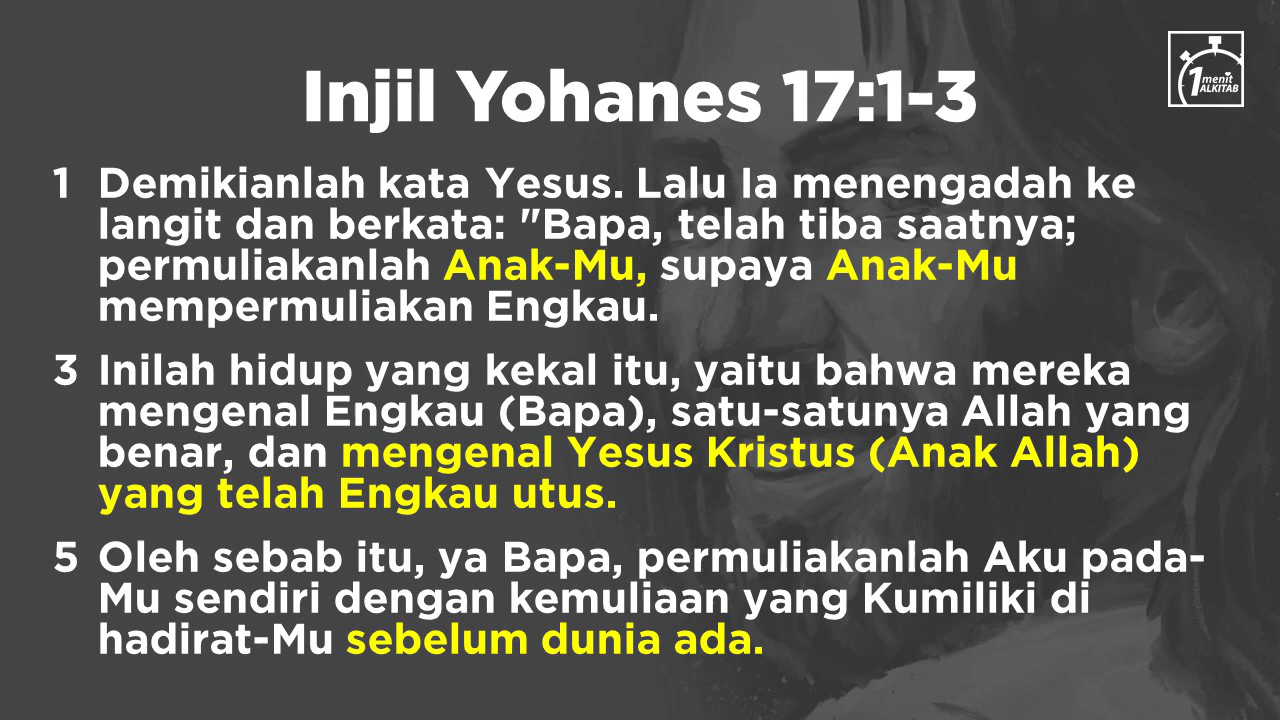 Injil Yohanes 17:1-3
1menit
ALKITAB
1 Demikianlah kata Yesus. Lalu Ia menengadah ke
langit dan berkata: "Bapa, telah tiba saatnya;
permuliakanlah Anak-Mu, supaya Anak-Mu
mempermuliakan Engkau.
3 Inilah hidup yang kekal itu, yaitu bahwa mereka
mengenal Engkau (Bapa), satu-satunya Allah yang
benar, dan mengenal Yesus Kristus (Anak Allah)
yang telah Engkau utus.
5 Oleh sebab itu, ya Bapa, permuliakanlah Aku pada-
Mu sendiri dengan kemuliaan yang Kumiliki di
hadirat-Mu sebelum dunia ada.